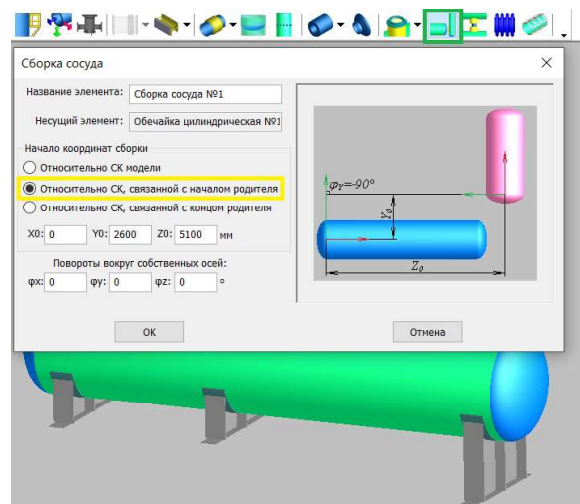 Сборка сосуда
Название элемента: Сборка сосуда №1
Несущий элемент: Обечайка цилиндрическая №1
Начало координат сборки
Относительно СК модели
Относительно СК, связанной с началом родителя
Относительно СК, связанной с концом родителя
X0: 0 Y0: 2600 Z0: 5100 мм
Повороты вокруг собственных осей:
φx: 0 φy: 0 φz: 0 °
OK
Отмена
φY=-90°
Y0
Z0